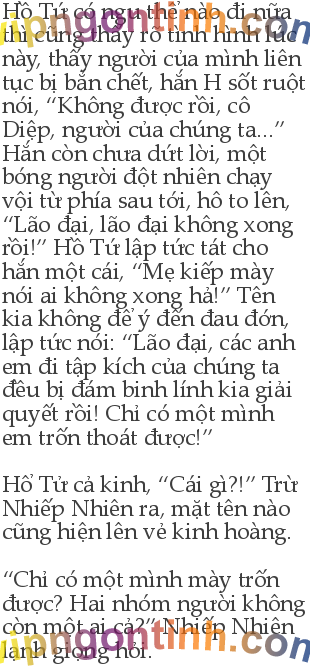 Hồ Tứ có ngu thế nào đi nữa
thì cũng thấy rõ tình hình lúc
này, thấy người của mình liên
tục bị bắn chết, hắn H sốt ruột
nói, “Không được rồi, cô
Diệp, người của chúng ta...”
Hắn còn chưa dứt lời, một
bóng người đột nhiên chạy
vội từ phía sau tới, hô to lên,
“Lão đại, lão đại không xong
rồi!” Hồ Tứ lập tức tát cho
hắn một cái, “Mẹ kiếp mày
nói ai không xong hả!” Tên
kia không để ý đến đau đớn,
lập tức nói: “Lão đại, các anh
em đi tập kích của chúng ta
đều bị đám binh lính kia giải
quyết rồi! Chỉ có một mình
em trốn thoát được!”
Hổ Tử cả kinh, “Cái gì?!” Trừ
Nhiếp Nhiên ra, mặt tên nào
cũng hiện lên vẻ kinh hoàng.
“Chỉ có một mình mày trốn
được? Hai nhóm người không
còn một ai cả?” Nhiếp Nhiên
lạnh giọng hỏi.
vipngontinh.com
vipngontinh.com